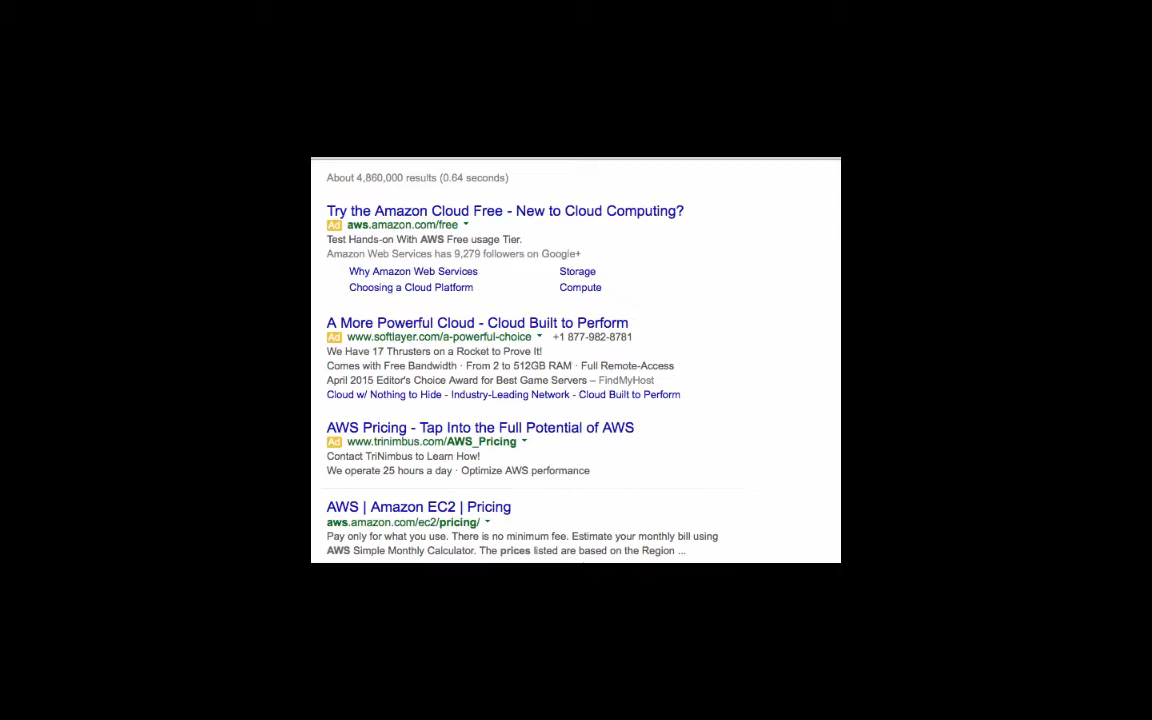 About 4,860,000 results (0.64 seconds)
Try the Amazon Cloud Free - New to Cloud Computing?
Ad aws.amazon.com/free
Test Hands-on With AWS Free usage Tier.
Amazon Web Services has 9,279 followers on Google+
Why Amazon Web Services Storage
Choosing a Cloud Platform Compute
A More Powerful Cloud - Cloud Built to Perform
Ad www.softlayer.com/a-powerful-choice +1 877-982-8781
We Have 17 Thrusters on a Rocket to Prove It!
Comes with Free Bandwidth · From 2 to 512GB RAM · Full Remote-Access
April 2015 Editor's Choice Award for Best Game Servers – FindMyHost
Cloud w/ Nothing to Hide - Industry-Leading Network - Cloud Built to Perform
AWS Pricing - Tap Into the Full Potential of AWS
Ad www.trinimbus.com/AWS_Pricing
Contact TriNimbus to Learn How!
We operate 25 hours a day · Optimize AWS performance
AWS | Amazon EC2 | Pricing
aws.amazon.com/ec2/pricing/
Pay only for what you use. There is no minimum fee. Estimate your monthly bill using
AWS Simple Monthly Calculator. The prices listed are based on the Region ...